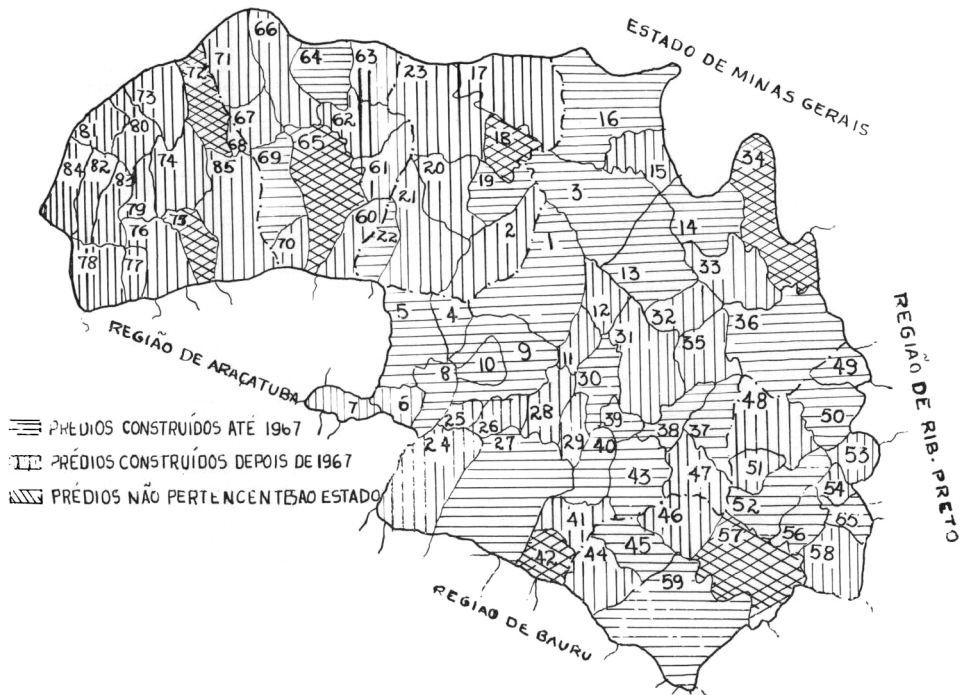 ESTADO DE MINAS GERAIS
66
71 64 63 23 17
72
73 16
8 80 67 62 18
68 65 15 34
84 82 74 69 61 20 19 3
83 85 21
79 60 2 14
76 75 70 22 1 33
78 77 13
5 4 12 32 36
31 35
REGIÃO DE ARAÇATUBA
9 11
8 10 30 49
7 6 28 48 50
25 26 39
24 27 29 40 38 37 53
43 47 51 54
52
41 46 56 55
42 44 45 57 58
59
REGIÃO DE RIB. PRETO
PRÉDIOS CONSTRUÍDOS ATÉ 1967
PRÉDIOS CONSTRUÍDOS DEPOIS DE 1967
PRÉDIOS NÃO PERTENCENTES AO ESTADO
REGIÃO DE BAURU